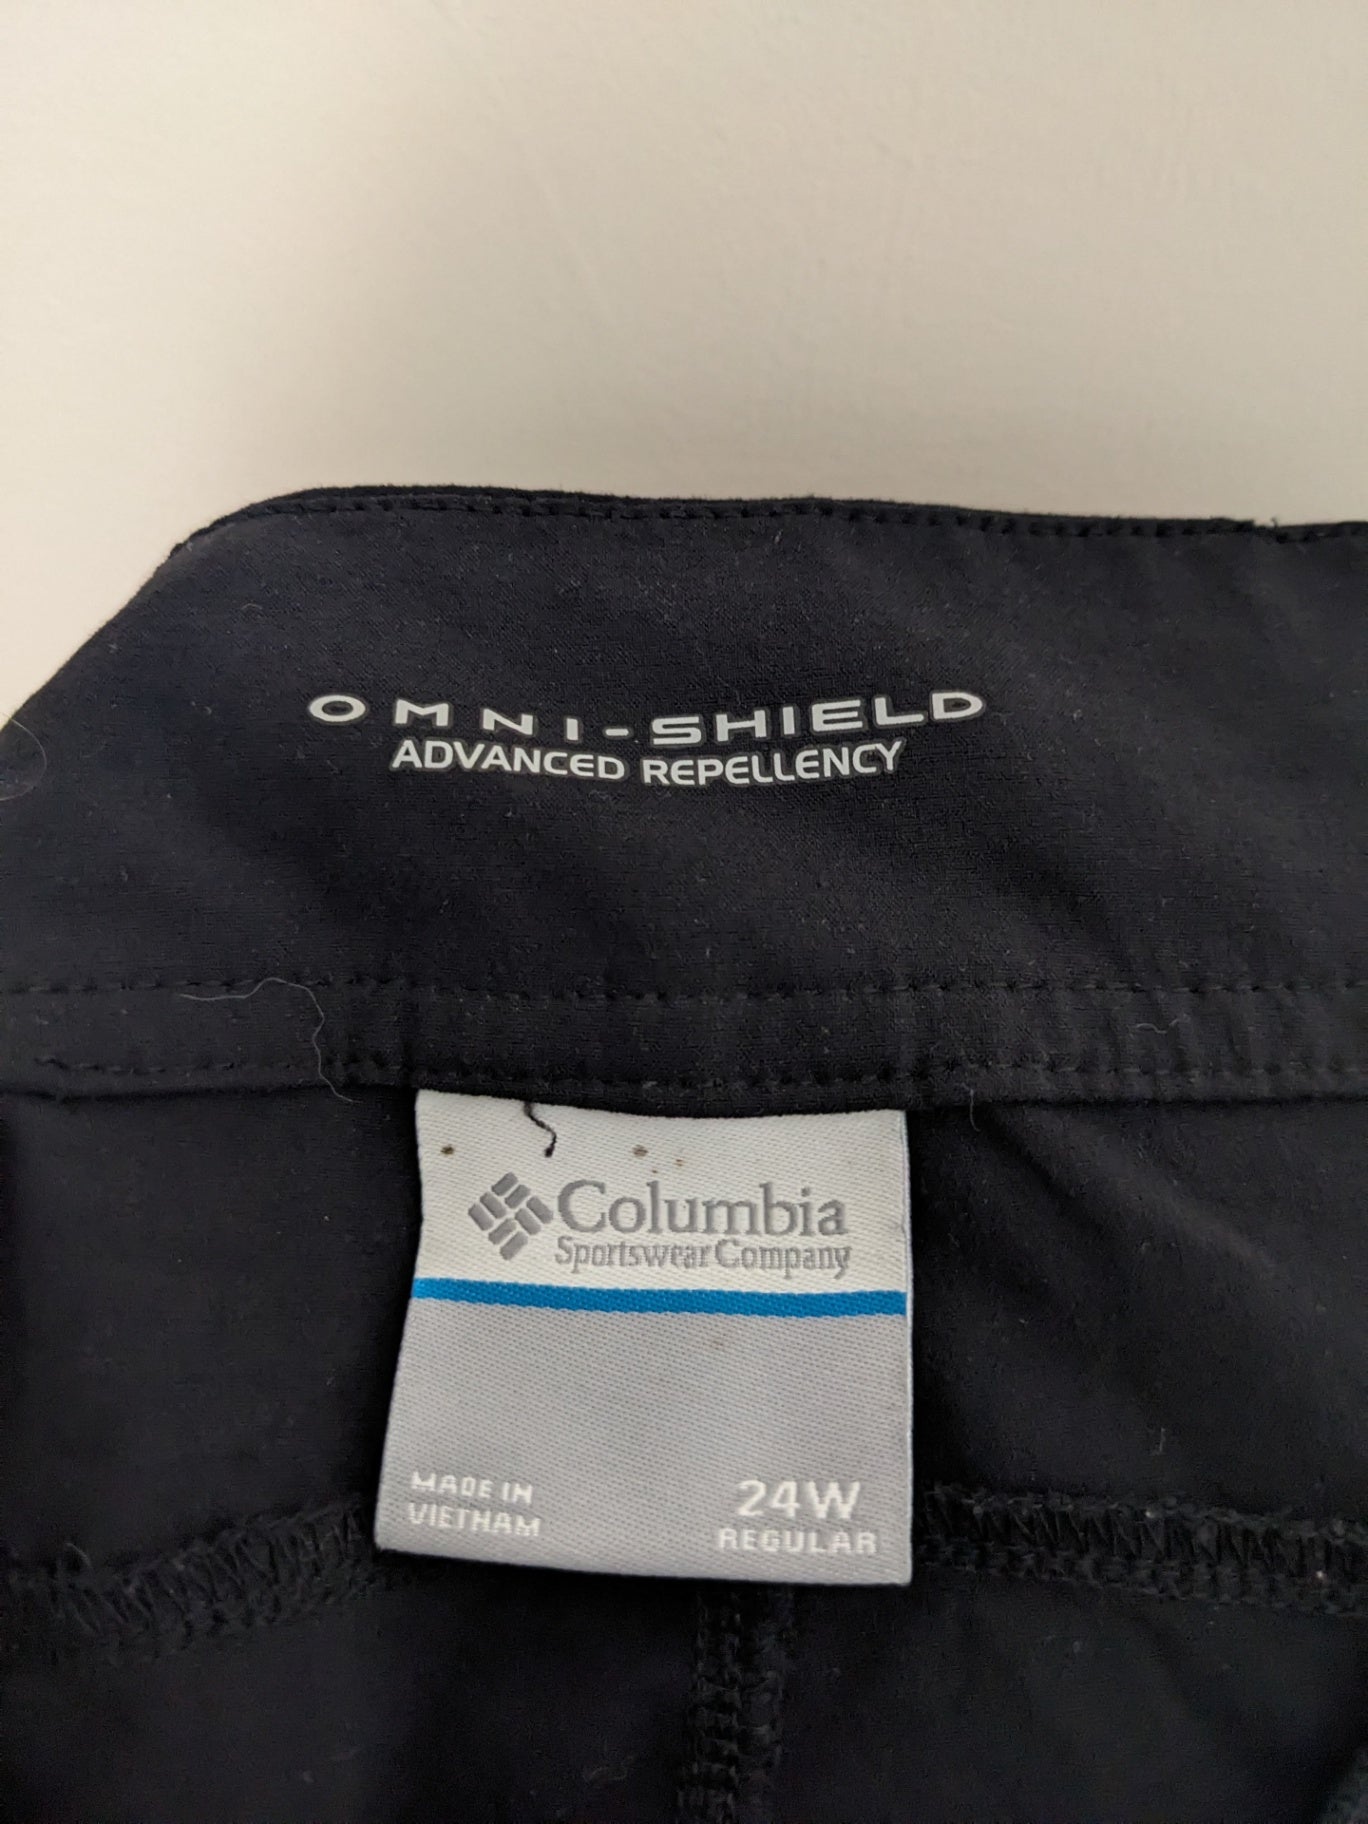 OMNI-SHIELD
ADVANCED REPELLENCY
Columbia
Sportswear Company
MADE IN
VIETNAM
24W
REGULAR